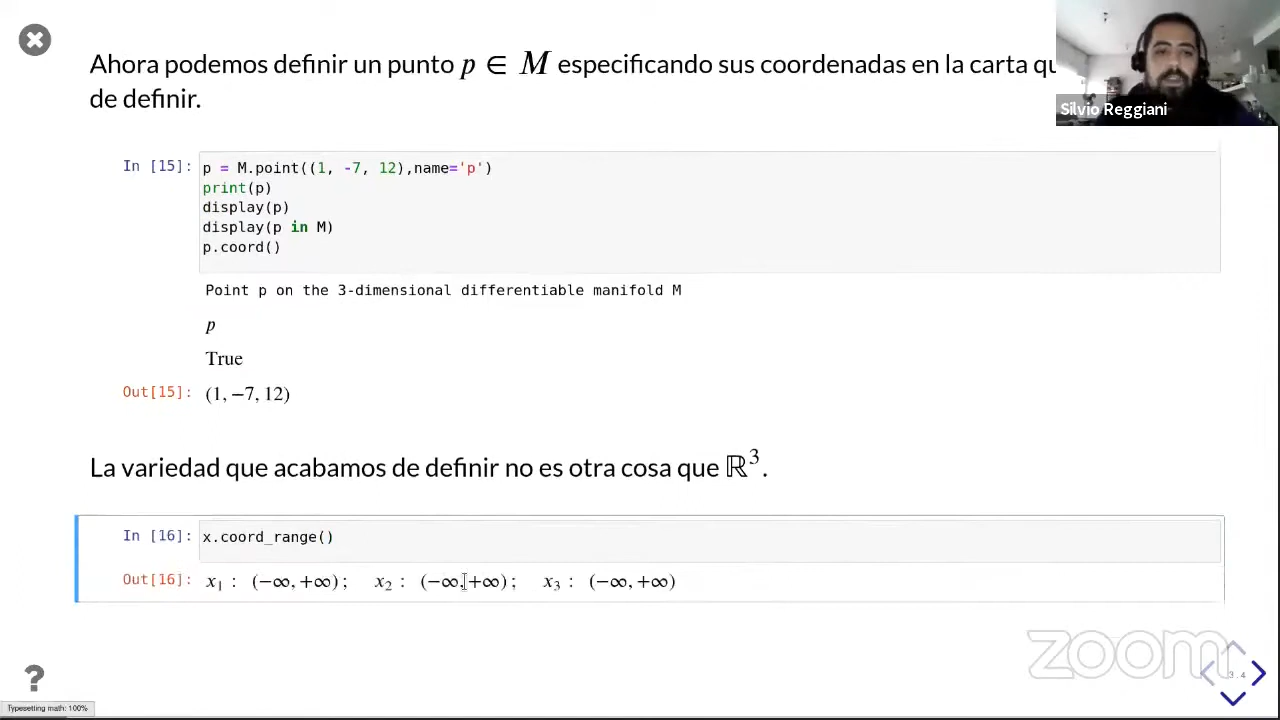 Ahora podemos definir un punto p ∈ M especificando sus coordenadas en la carta qu
de definir.
Silvio Reggiani
In [15]:
p = M.point((1, -7, 12),name='p')
print(p)
display(p)
display(p in M)
p.coord()
Point p on the 3-dimensional differentiable manifold M
p
True
Out[15]: (1, −7, 12)
La variedad que acabamos de definir no es otra cosa que ℝ³.
In [16]: x.coord_range()
Out[16]: x₁ : (−∞, +∞) ; x₂ : (−∞, +∞) ; x₃ : (−∞, +∞)
zoom
3.4
?
Typesetting math: 100%